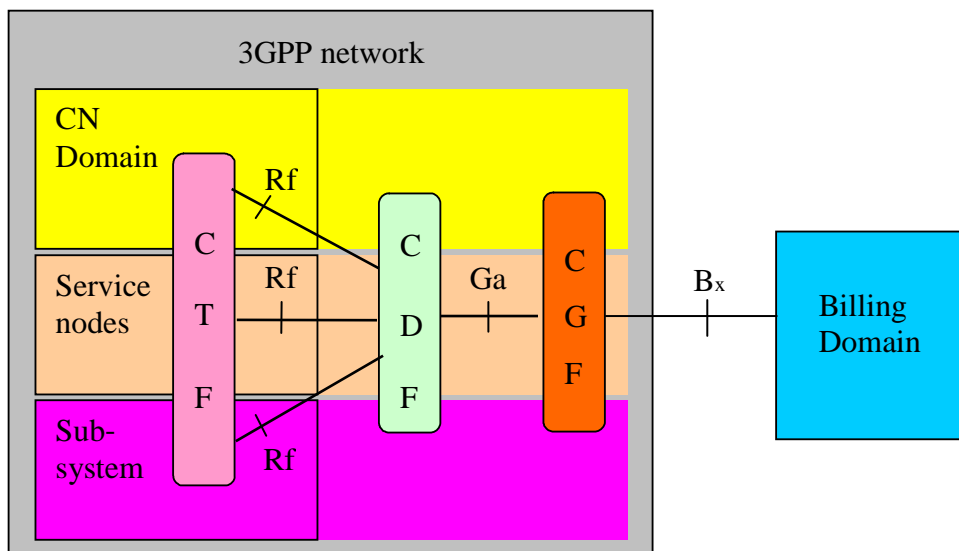 3GPP network
CN
Domain
Rf
C
T
F
Service
nodes
Rf
Sub-
system
Rf
C
D
F
Ga
C
G
F
Bx
Billing
Domain